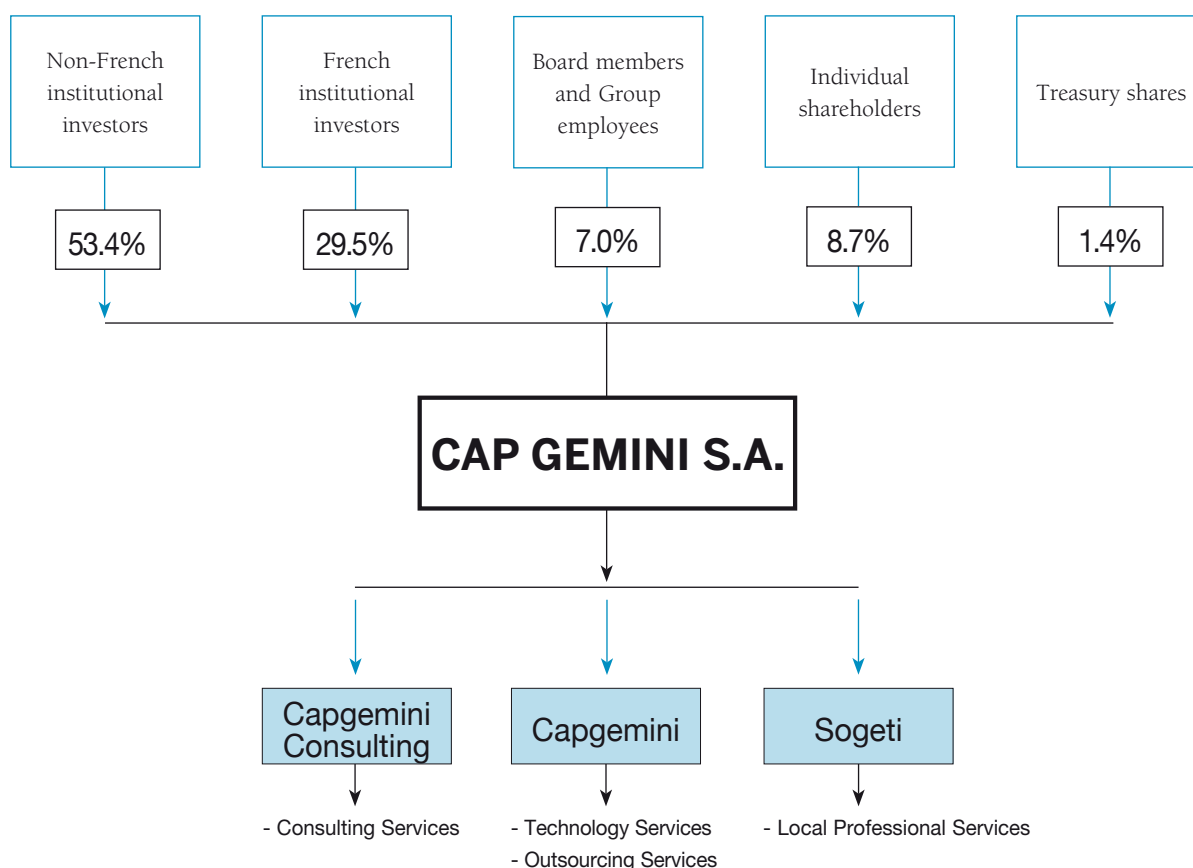 Non-French
institutional
investors
French
institutional
investors
Board members
and Group
employees
Individual
shareholders
Treasury shares
53.4%
29.5%
7.0%
8.7%
1.4%
CAP GEMINI S.A.
Capgemini
Consulting
Capgemini
Sogeti
- Consulting Services
- Technology Services
- Outsourcing Services
- Local Professional Services